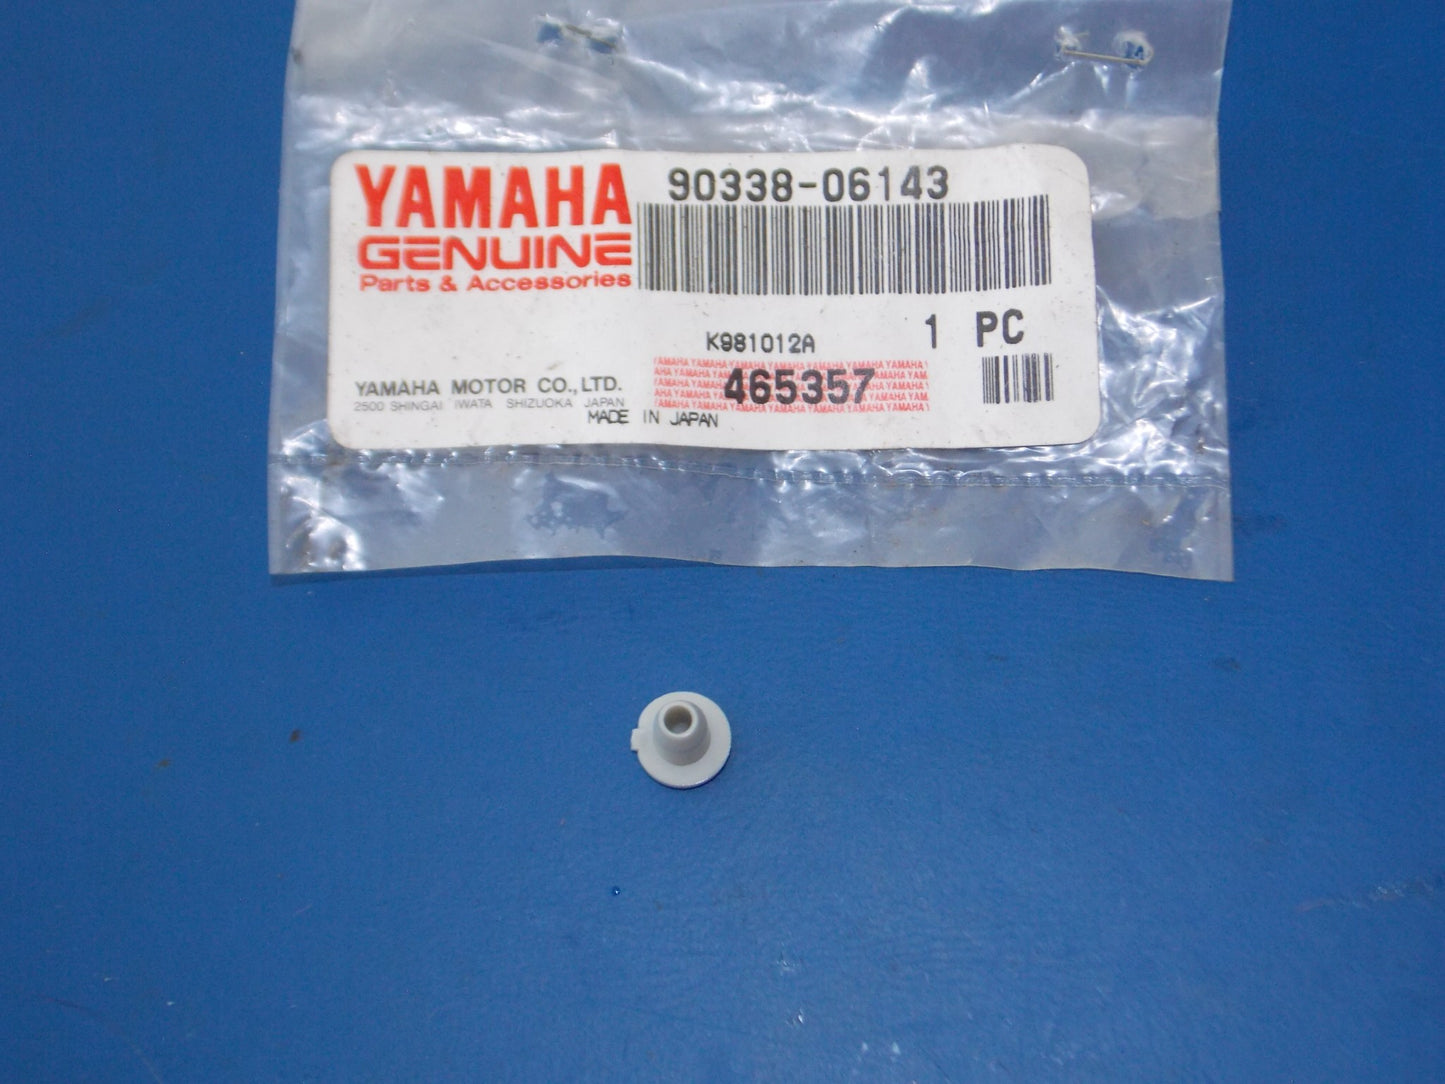 YAMAHA
GENUINE
Parts & Accessories
90338-06143
1 PC
K981012A
465357
YAMAHA MOTOR CO., LTD.
2500 SHINGAI IWATA SHIZUOKA JAPAN
MADE IN JAPAN